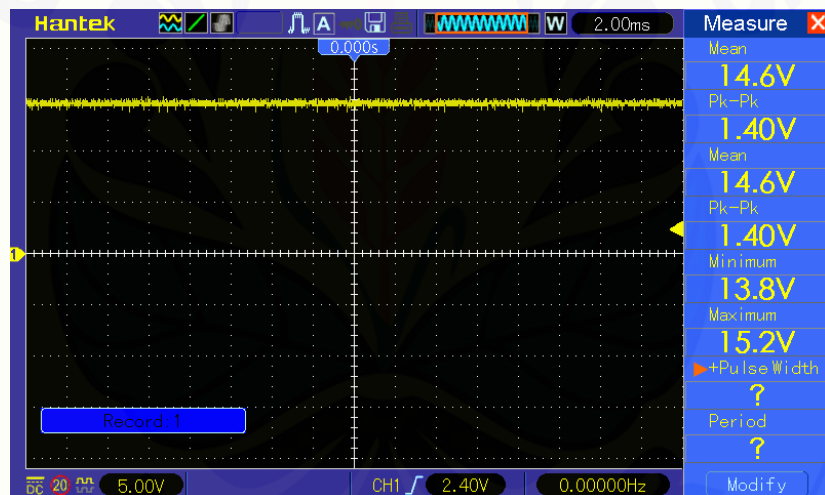 Hantek A W 2.00ms Measure X
0.000s
Mean
14.6V
Pk-Pk
1.40V
Mean
14.6V
Pk-Pk
1.40V
Minimum
13.8V
Maximum
15.2V
+Pulse Width
?
Period
?
1
Record: 1
DC 20 5.00V CH1 2.40V 0.00000Hz Modify